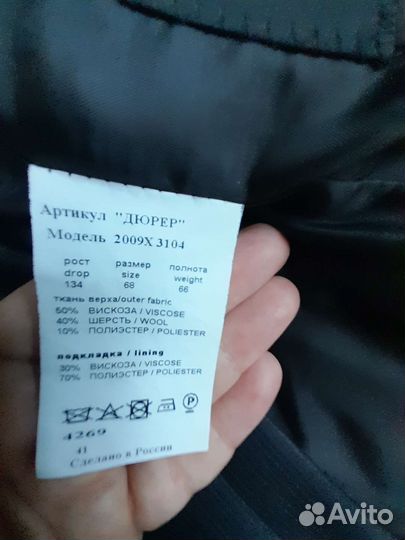 Артикул "ДЮРЕР"
Модель 2009X 3104
рост размер полнота
drop size weight
134 68 66
ткань верха/outer fabric
50% ВИСКОЗА / VISCOSE
40% ШЕРСТЬ / WOOL
10% ПОЛИЭСТЕР / POLIESTER
подкладка / lining
30% ВИСКОЗА / VISCOSE
70% ПОЛИЭСТЕР / POLIESTER
4269
41
Сделано в России
Avito